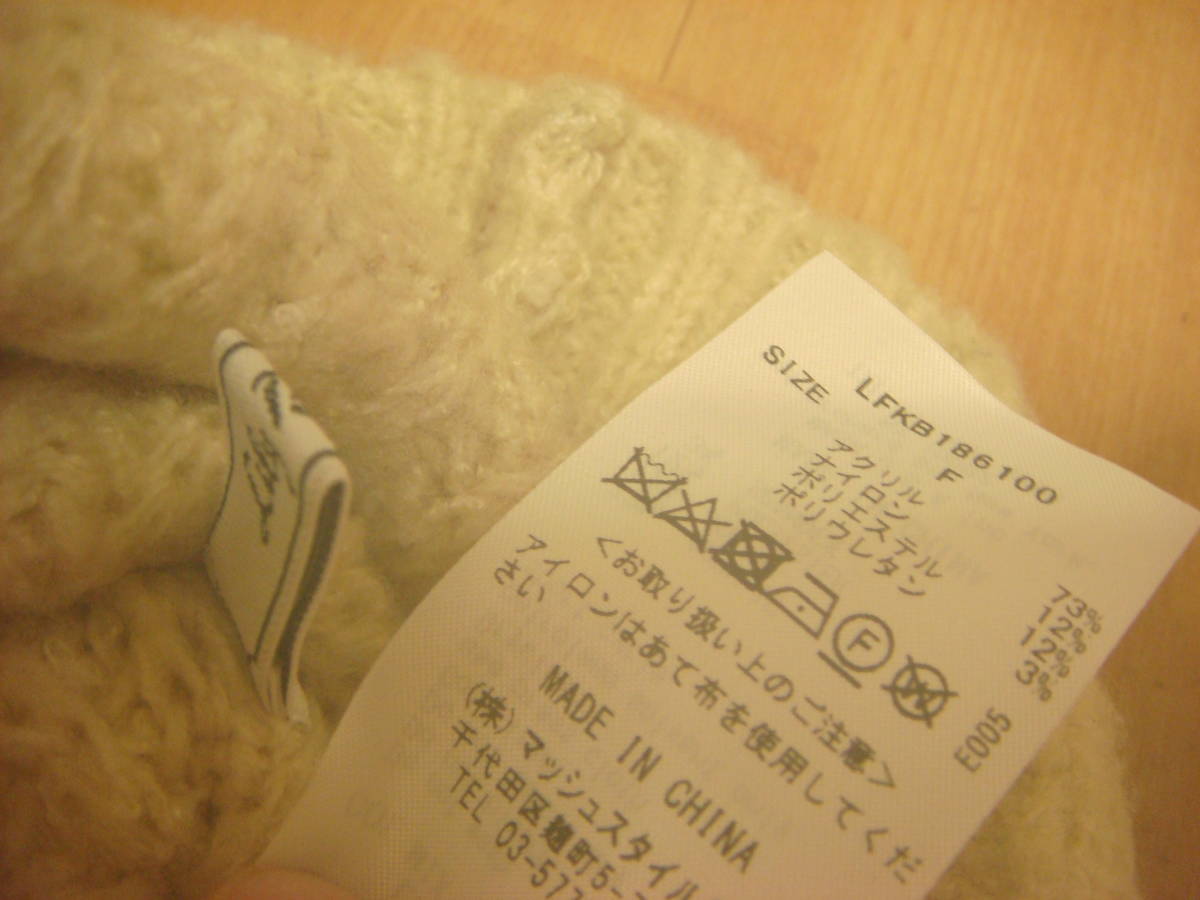 LFKB186100
SIZE F
アクリル 73%
ナイロン 12%
ポリエステル 12%
ポリウレタン 3%
F
W
E005
<お取り扱い上のご注意>
アイロンはあて布を使用してくだ
さい
MADE IN CHINA
(株)マッシュスタイル
千代田区麹町5-
TEL 03-577